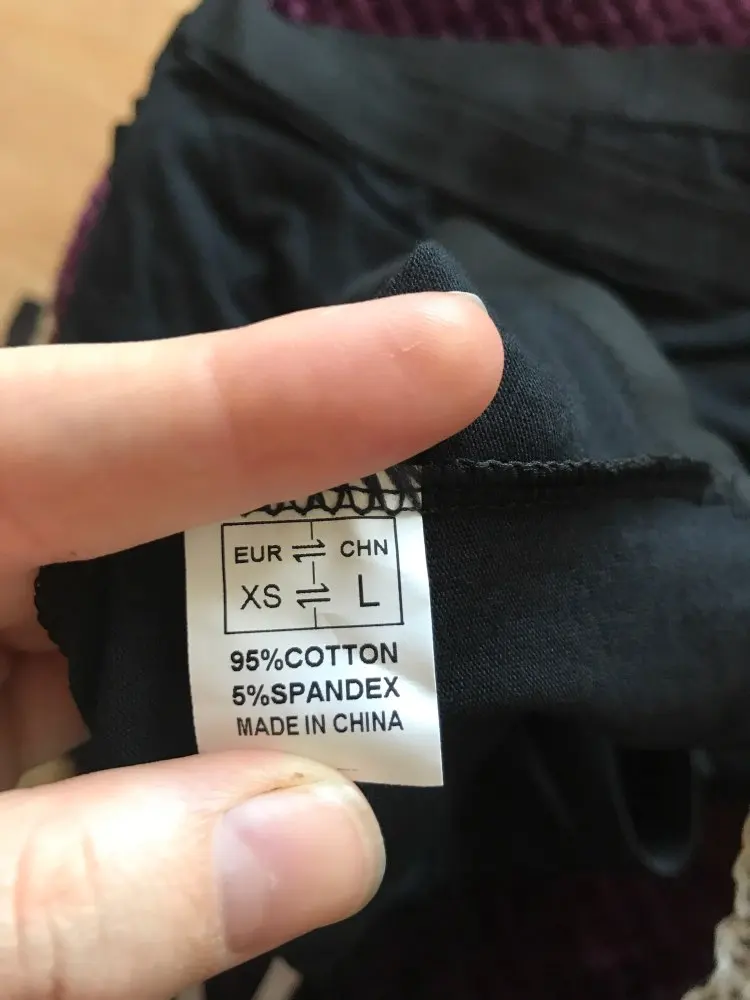 EUR ⇌ CHN
XS ⇌ L
95%COTTON
5%SPANDEX
MADE IN CHINA